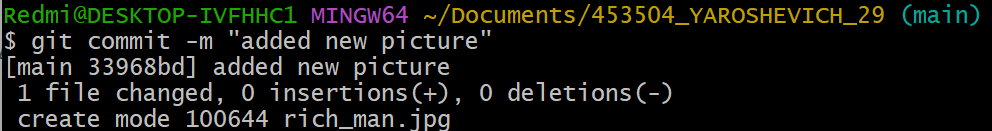 Redmi@DESKTOP-IVFHHC1 MINGW64 ~/Documents/453504_YAROSHEVICH_29 (main)
$ git commit -m "added new picture"
[main 33968bd] added new picture
 1 file changed, 0 insertions(+), 0 deletions(-)
 create mode 100644 rich_man.jpg